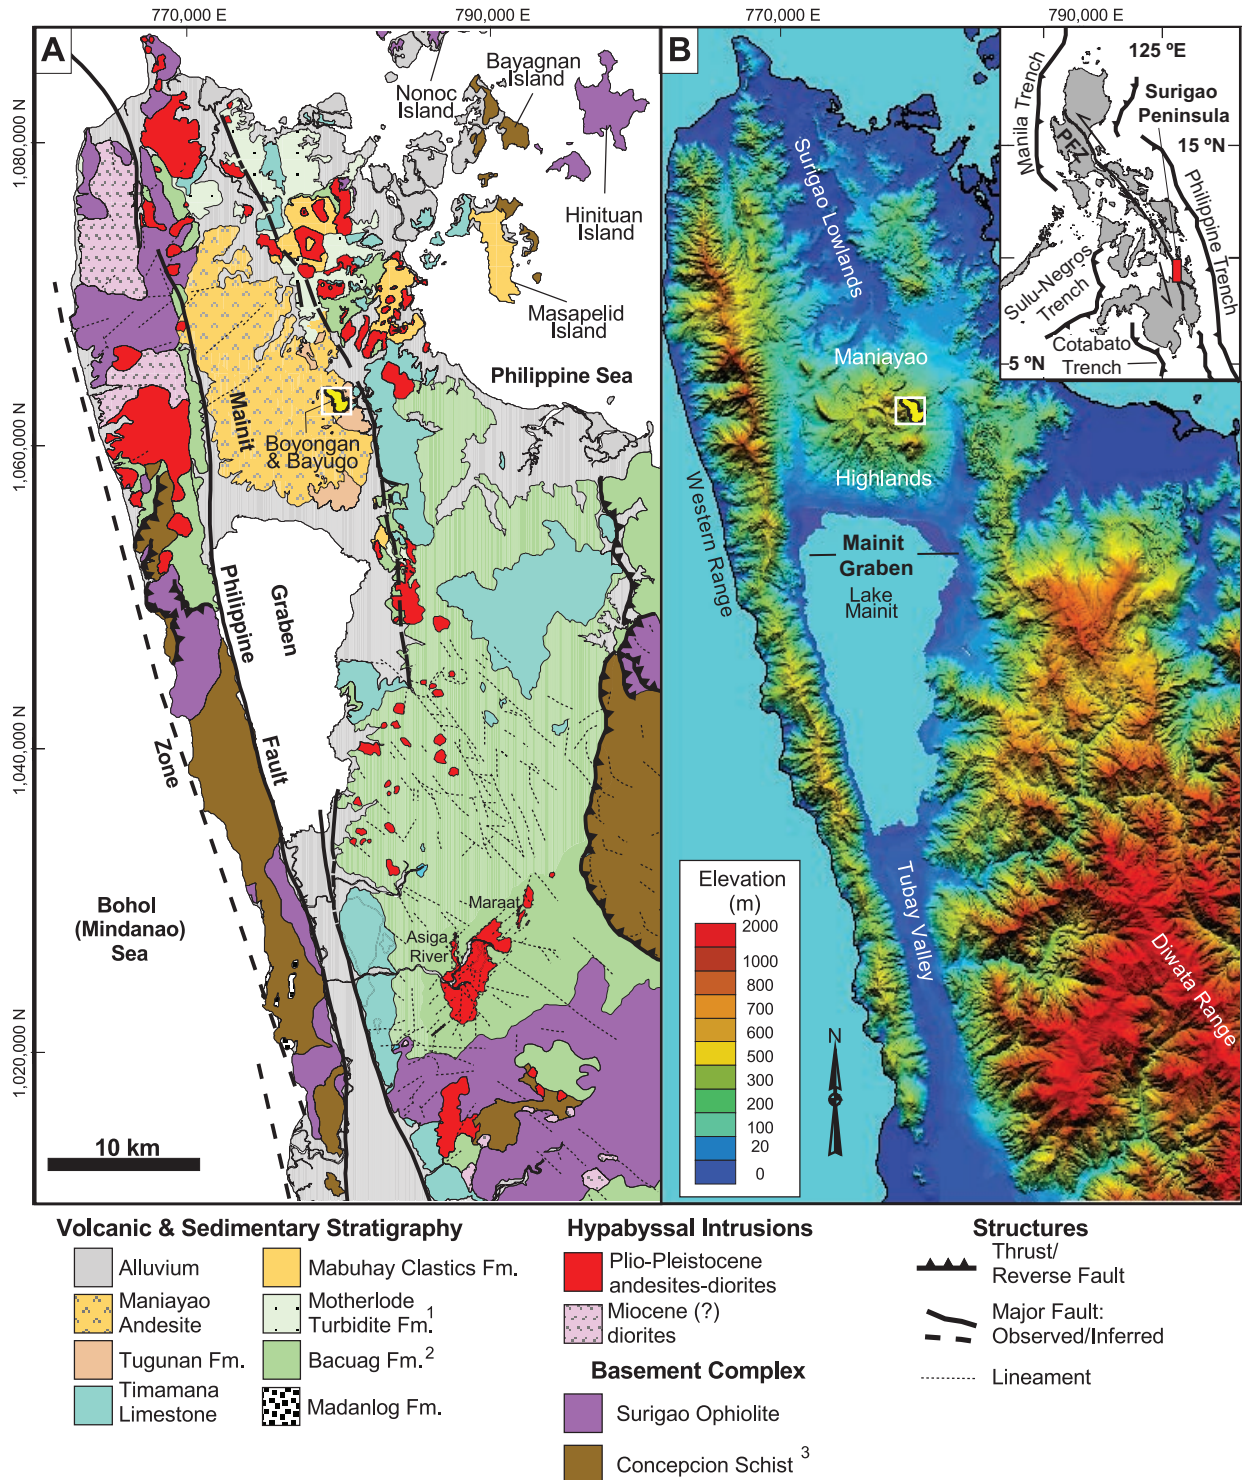 770,000 E
790,000 E
770,000 E
790,000 E
1,080,000 N
1,060,000 N
1,040,000 N
1,020,000 N
A
Nonoc
Island
Bayagnan
Island
Hinituan
Island
Masapelid
Island
Philippine Sea
Mainit
Graben
Boyongan
& Bayugo
Philippine
Fault
Zone
Bohol
(Mindanao)
Sea
Maraat
Asiga
River
10 km
B
Surigao Lowlands
Maniayao
Highlands
Western Range
Mainit
Graben
Lake
Mainit
Tubay Valley
Diwata Range
N
Elevation
(m)
2000
1000
800
700
600
500
300
200
100
20
0
125 ºE
Surigao
Peninsula
15 ºN
Manila Trench
PFZ
Philippine Trench
Sulu-Negros
Trench
Cotabato
Trench
5 ºN
Volcanic & Sedimentary Stratigraphy
Alluvium
Maniayao
Andesite
Tugunan Fm.
Timamana
Limestone
Mabuhay Clastics Fm.
Motherlode
Turbidite Fm. 1
Bacuag Fm. 2
Madanlog Fm.
Hypabyssal Intrusions
Plio-Pleistocene
andesites-diorites
Miocene (?)
diorites
Basement Complex
Surigao Ophiolite
Concepcion Schist 3
Structures
Thrust/
Reverse Fault
Major Fault:
Observed/Inferred
Lineament